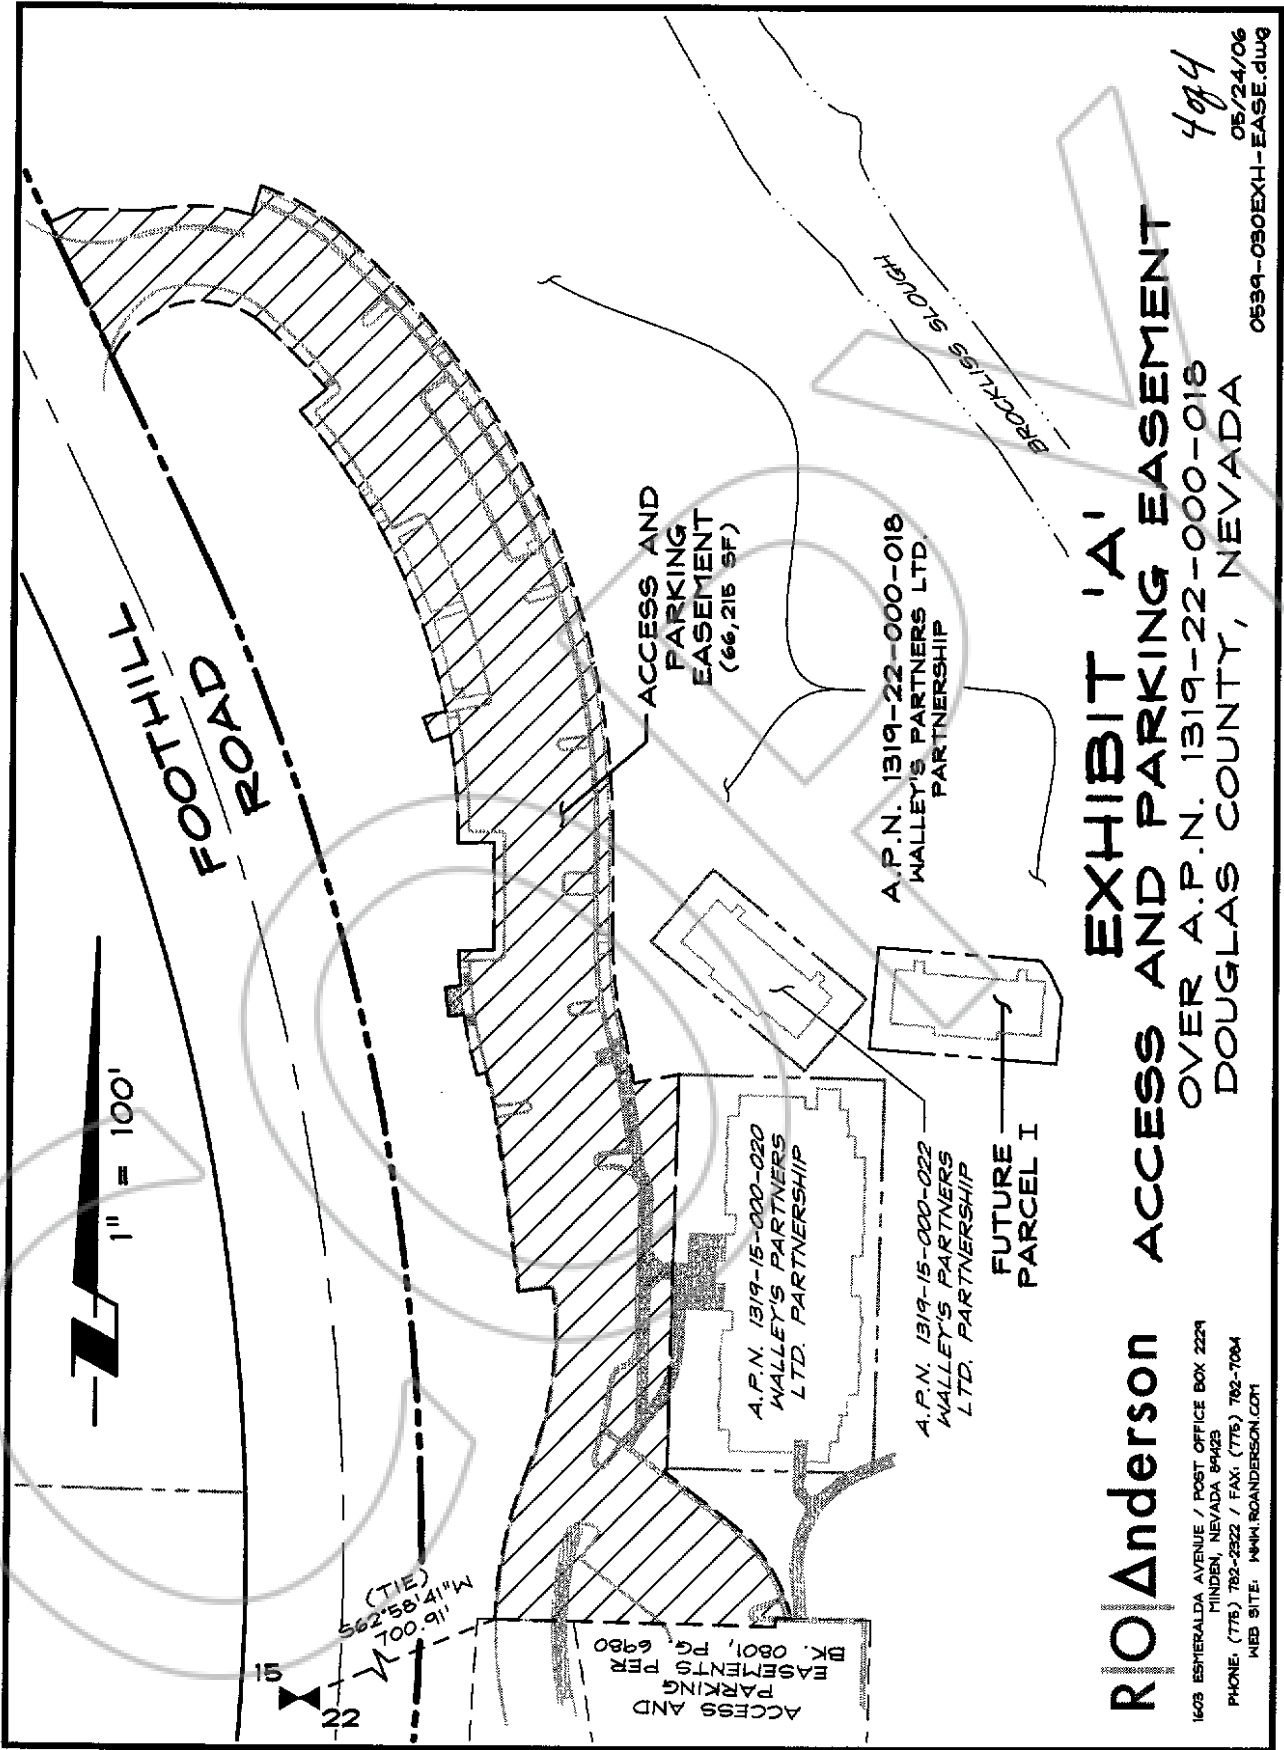 FOOTHILL
ROAD
1" = 100'
ACCESS AND
PARKING
EASEMENT
(66,215 SF)
BROCKLISS SLOUGH
A.P.N. 1319-22-000-018
WALLEY'S PARTNERS LTD.
PARTNERSHIP
A.P.N. 1319-15-000-020
WALLEY'S PARTNERS
LTD. PARTNERSHIP
A.P.N. 1319-15-000-022
WALLEY'S PARTNERS
LTD. PARTNERSHIP
FUTURE
PARCEL I
(TIE)
S62°58'41"W
700.91'
15
22
ACCESS AND
PARKING
EASEMENTS PER
BK. 0801, PG. 6980
EXHIBIT 'A'
ACCESS AND PARKING EASEMENT
OVER A.P.N. 1319-22-000-018
DOUGLAS COUNTY, NEVADA
R|O|Anderson
1603 ESMERALDA AVENUE / POST OFFICE BOX 2229
MINDEN, NEVADA 89423
PHONE: (775) 782-2322 / FAX: (775) 782-7084
WEB SITE: WWW.ROANDERSON.COM
4 of 4
05/24/06
0539-030EXH-EASE.dwg
COPY